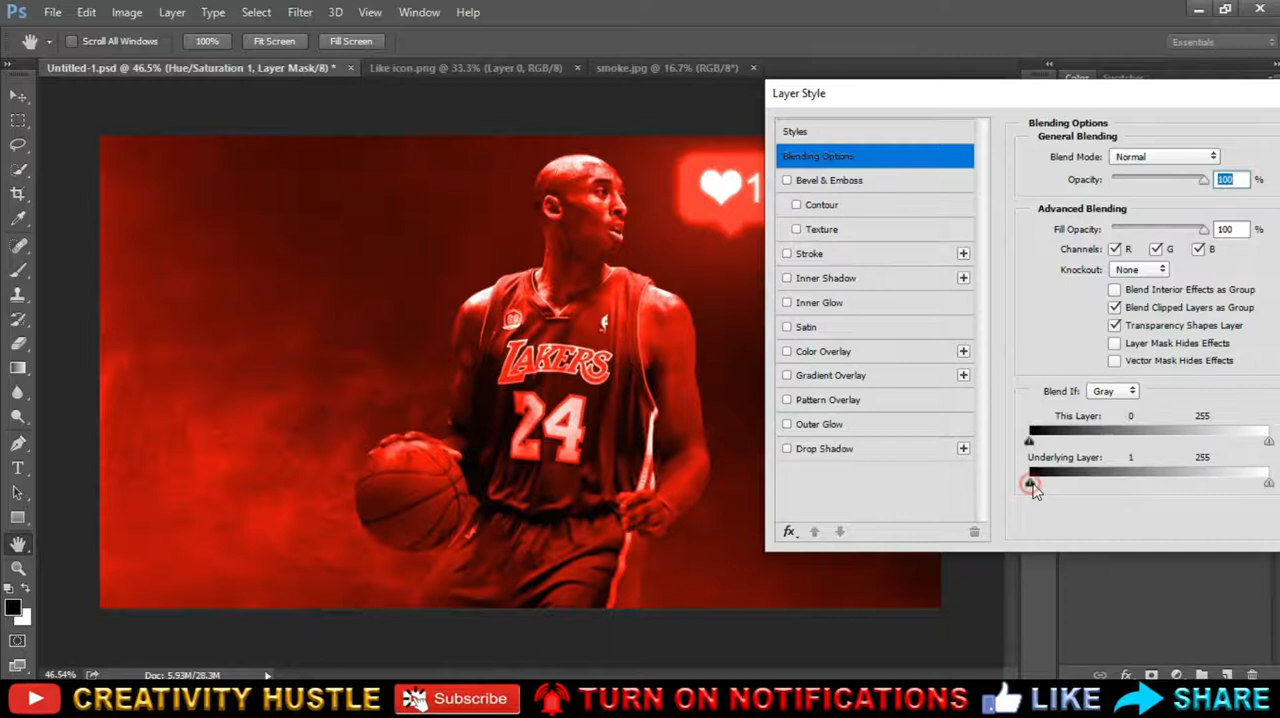 Ps File Edit Image Layer Type Select Filter 3D View Window Help
Scroll All Windows 100% Fit Screen Fill Screen Essentials
Untitled-1.psd @ 46.5% (Hue/Saturation 1, Layer Mask/8) * × Like icon.png @ 33.3% (Layer 0, RGB/8) × smoke.jpg @ 16.7% (RGB/8*) ×
Color Swatches
Layer Style
Styles
Blending Options
Bevel & Emboss
Contour
Texture
Stroke
Inner Shadow
Inner Glow
Satin
Color Overlay
Gradient Overlay
Pattern Overlay
Outer Glow
Drop Shadow
fx
Blending Options
General Blending
Blend Mode: Normal
Opacity: 100 %
Advanced Blending
Fill Opacity: 100 %
Channels: R G B
Knockout: None
Blend Interior Effects as Group
Blend Clipped Layers as Group
Transparency Shapes Layer
Layer Mask Hides Effects
Vector Mask Hides Effects
Blend If: Gray
This Layer: 0 255
Underlying Layer: 1 255
1
LAKERS
24
46.54% Doc: 5.93M/28.3M
fx
CREATIVITY HUSTLE Subscribe TURN ON NOTIFICATIONS LIKE SHARE